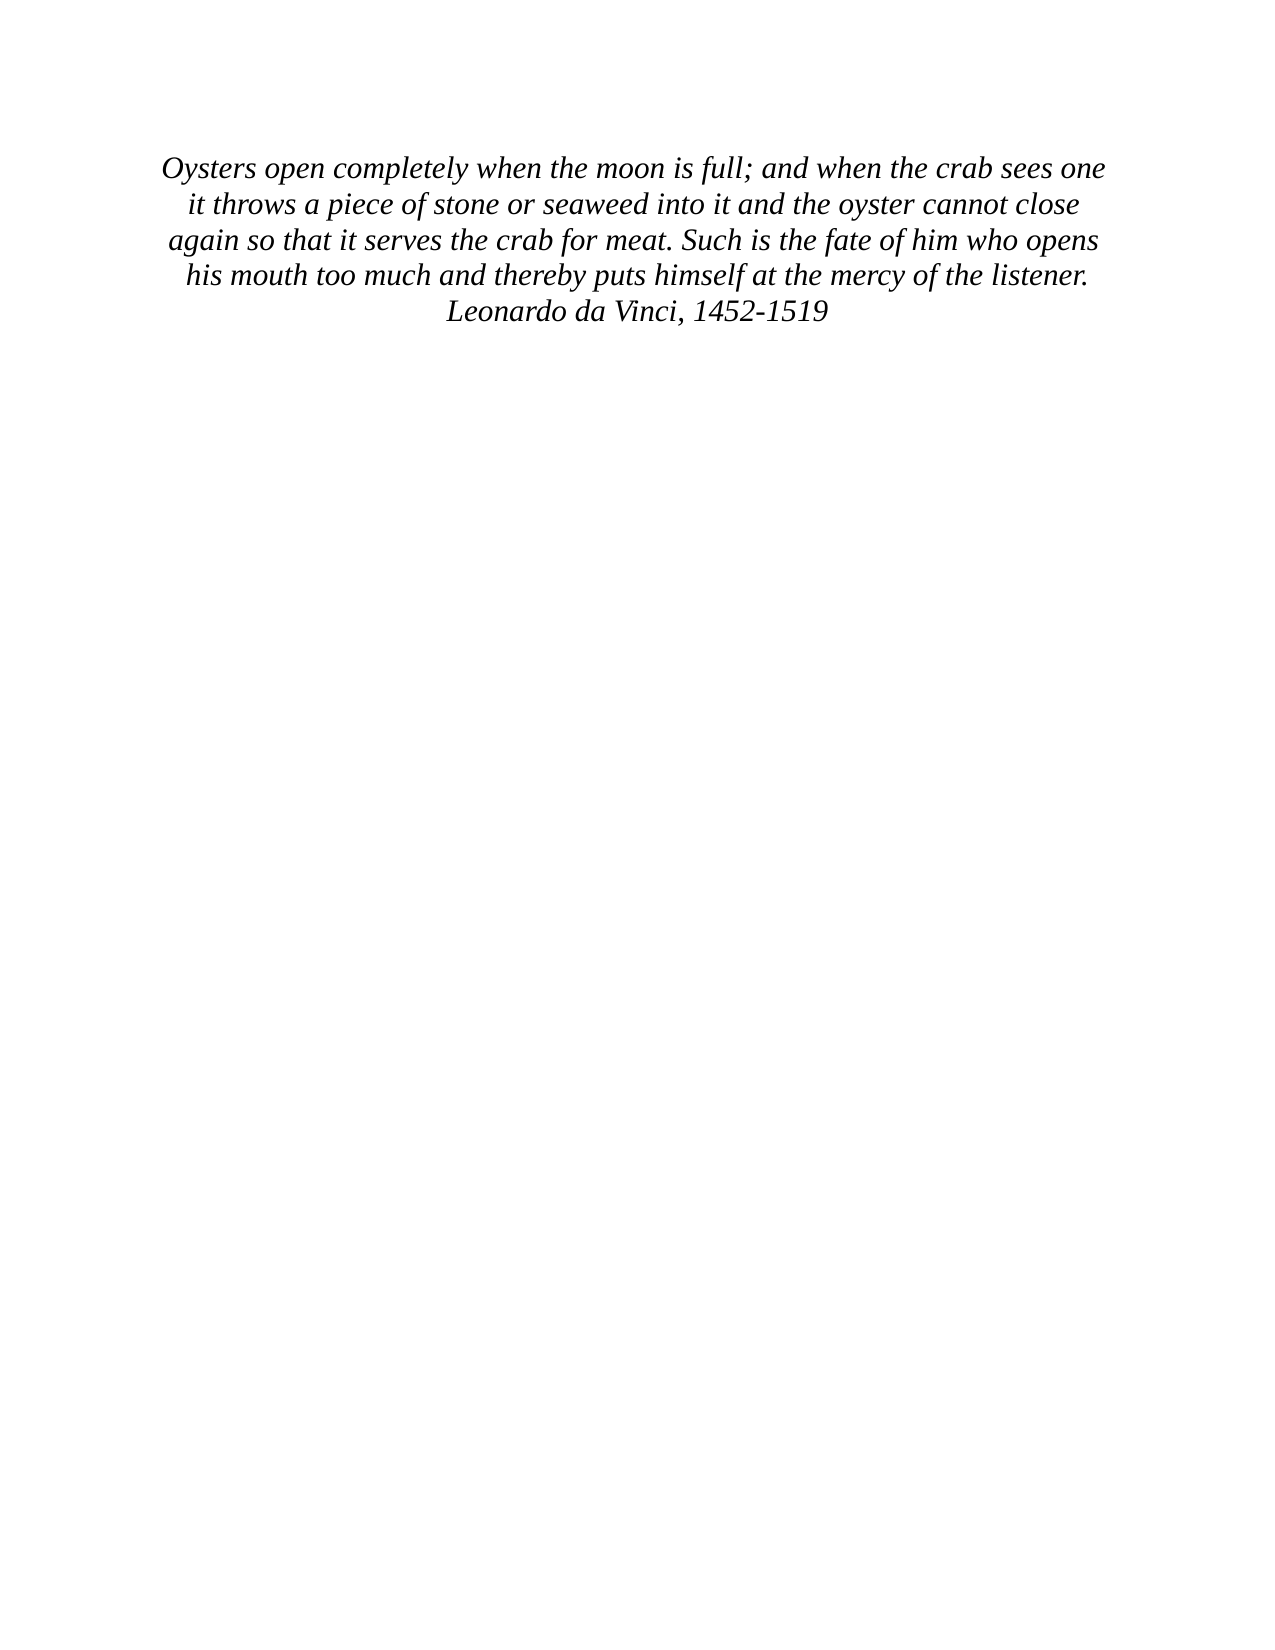 Oysters open completely when the moon is full; and when the crab sees one
it throws a piece of stone or seaweed into it and the oyster cannot close
again so that it serves the crab for meat. Such is the fate of him who opens
his mouth too much and thereby puts himself at the mercy of the listener.
Leonardo da Vinci, 1452-1519